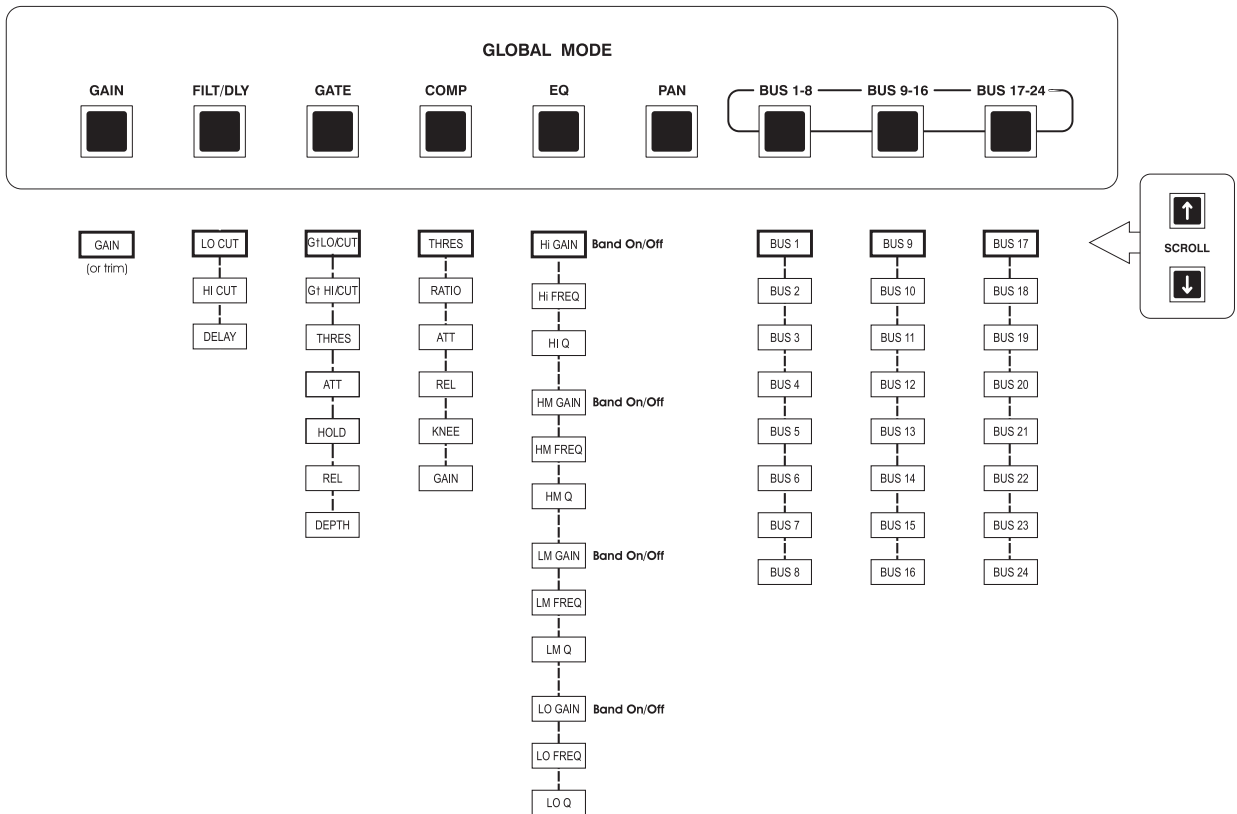 GLOBAL MODE
GAIN FILT/DLY GATE COMP EQ PAN BUS 1-8 BUS 9-16 BUS 17-24
↑
SCROLL
↓
GAIN LO CUT G†LO/CUT THRES Hi GAIN Band On/Off BUS 1 BUS 9 BUS 17
(or trim)
HI CUT G† HI/CUT RATIO Hi FREQ BUS 2 BUS 10 BUS 18
DELAY THRES ATT HI Q BUS 3 BUS 11 BUS 19
ATT REL HM GAIN Band On/Off BUS 4 BUS 12 BUS 20
HOLD KNEE HM FREQ BUS 5 BUS 13 BUS 21
REL GAIN HM Q BUS 6 BUS 14 BUS 22
DEPTH BUS 7 BUS 15 BUS 23
LM GAIN Band On/Off BUS 8 BUS 16 BUS 24
LM FREQ
LM Q
LO GAIN Band On/Off
LO FREQ
LO Q